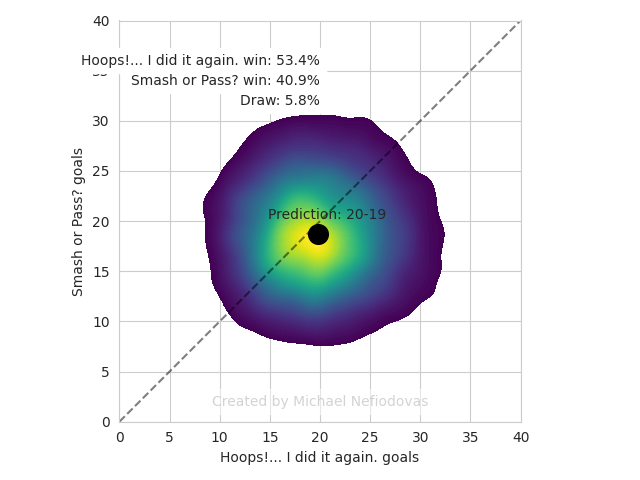 40
35
30
25
20
15
10
5
0
Smash or Pass? goals
Hoops!... I did it again. win: 53.4%
Smash or Pass? win: 40.9%
Draw: 5.8%
Prediction: 20-19
Created by Michael Nefiodovas
0 5 10 15 20 25 30 35 40
Hoops!... I did it again. goals